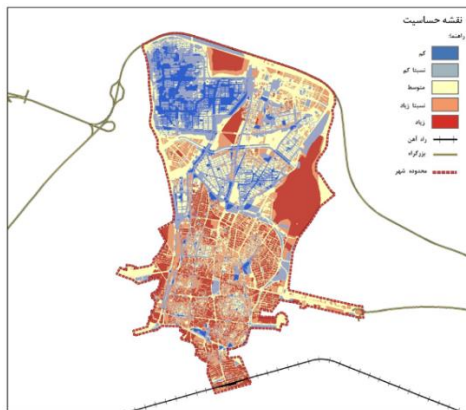 نقشه حساسیت
راهنما:
کم
نسبتا کم
متوسط
نسبتا زیاد
زیاد
راه آهن
بزرگراه
محدوده شهر